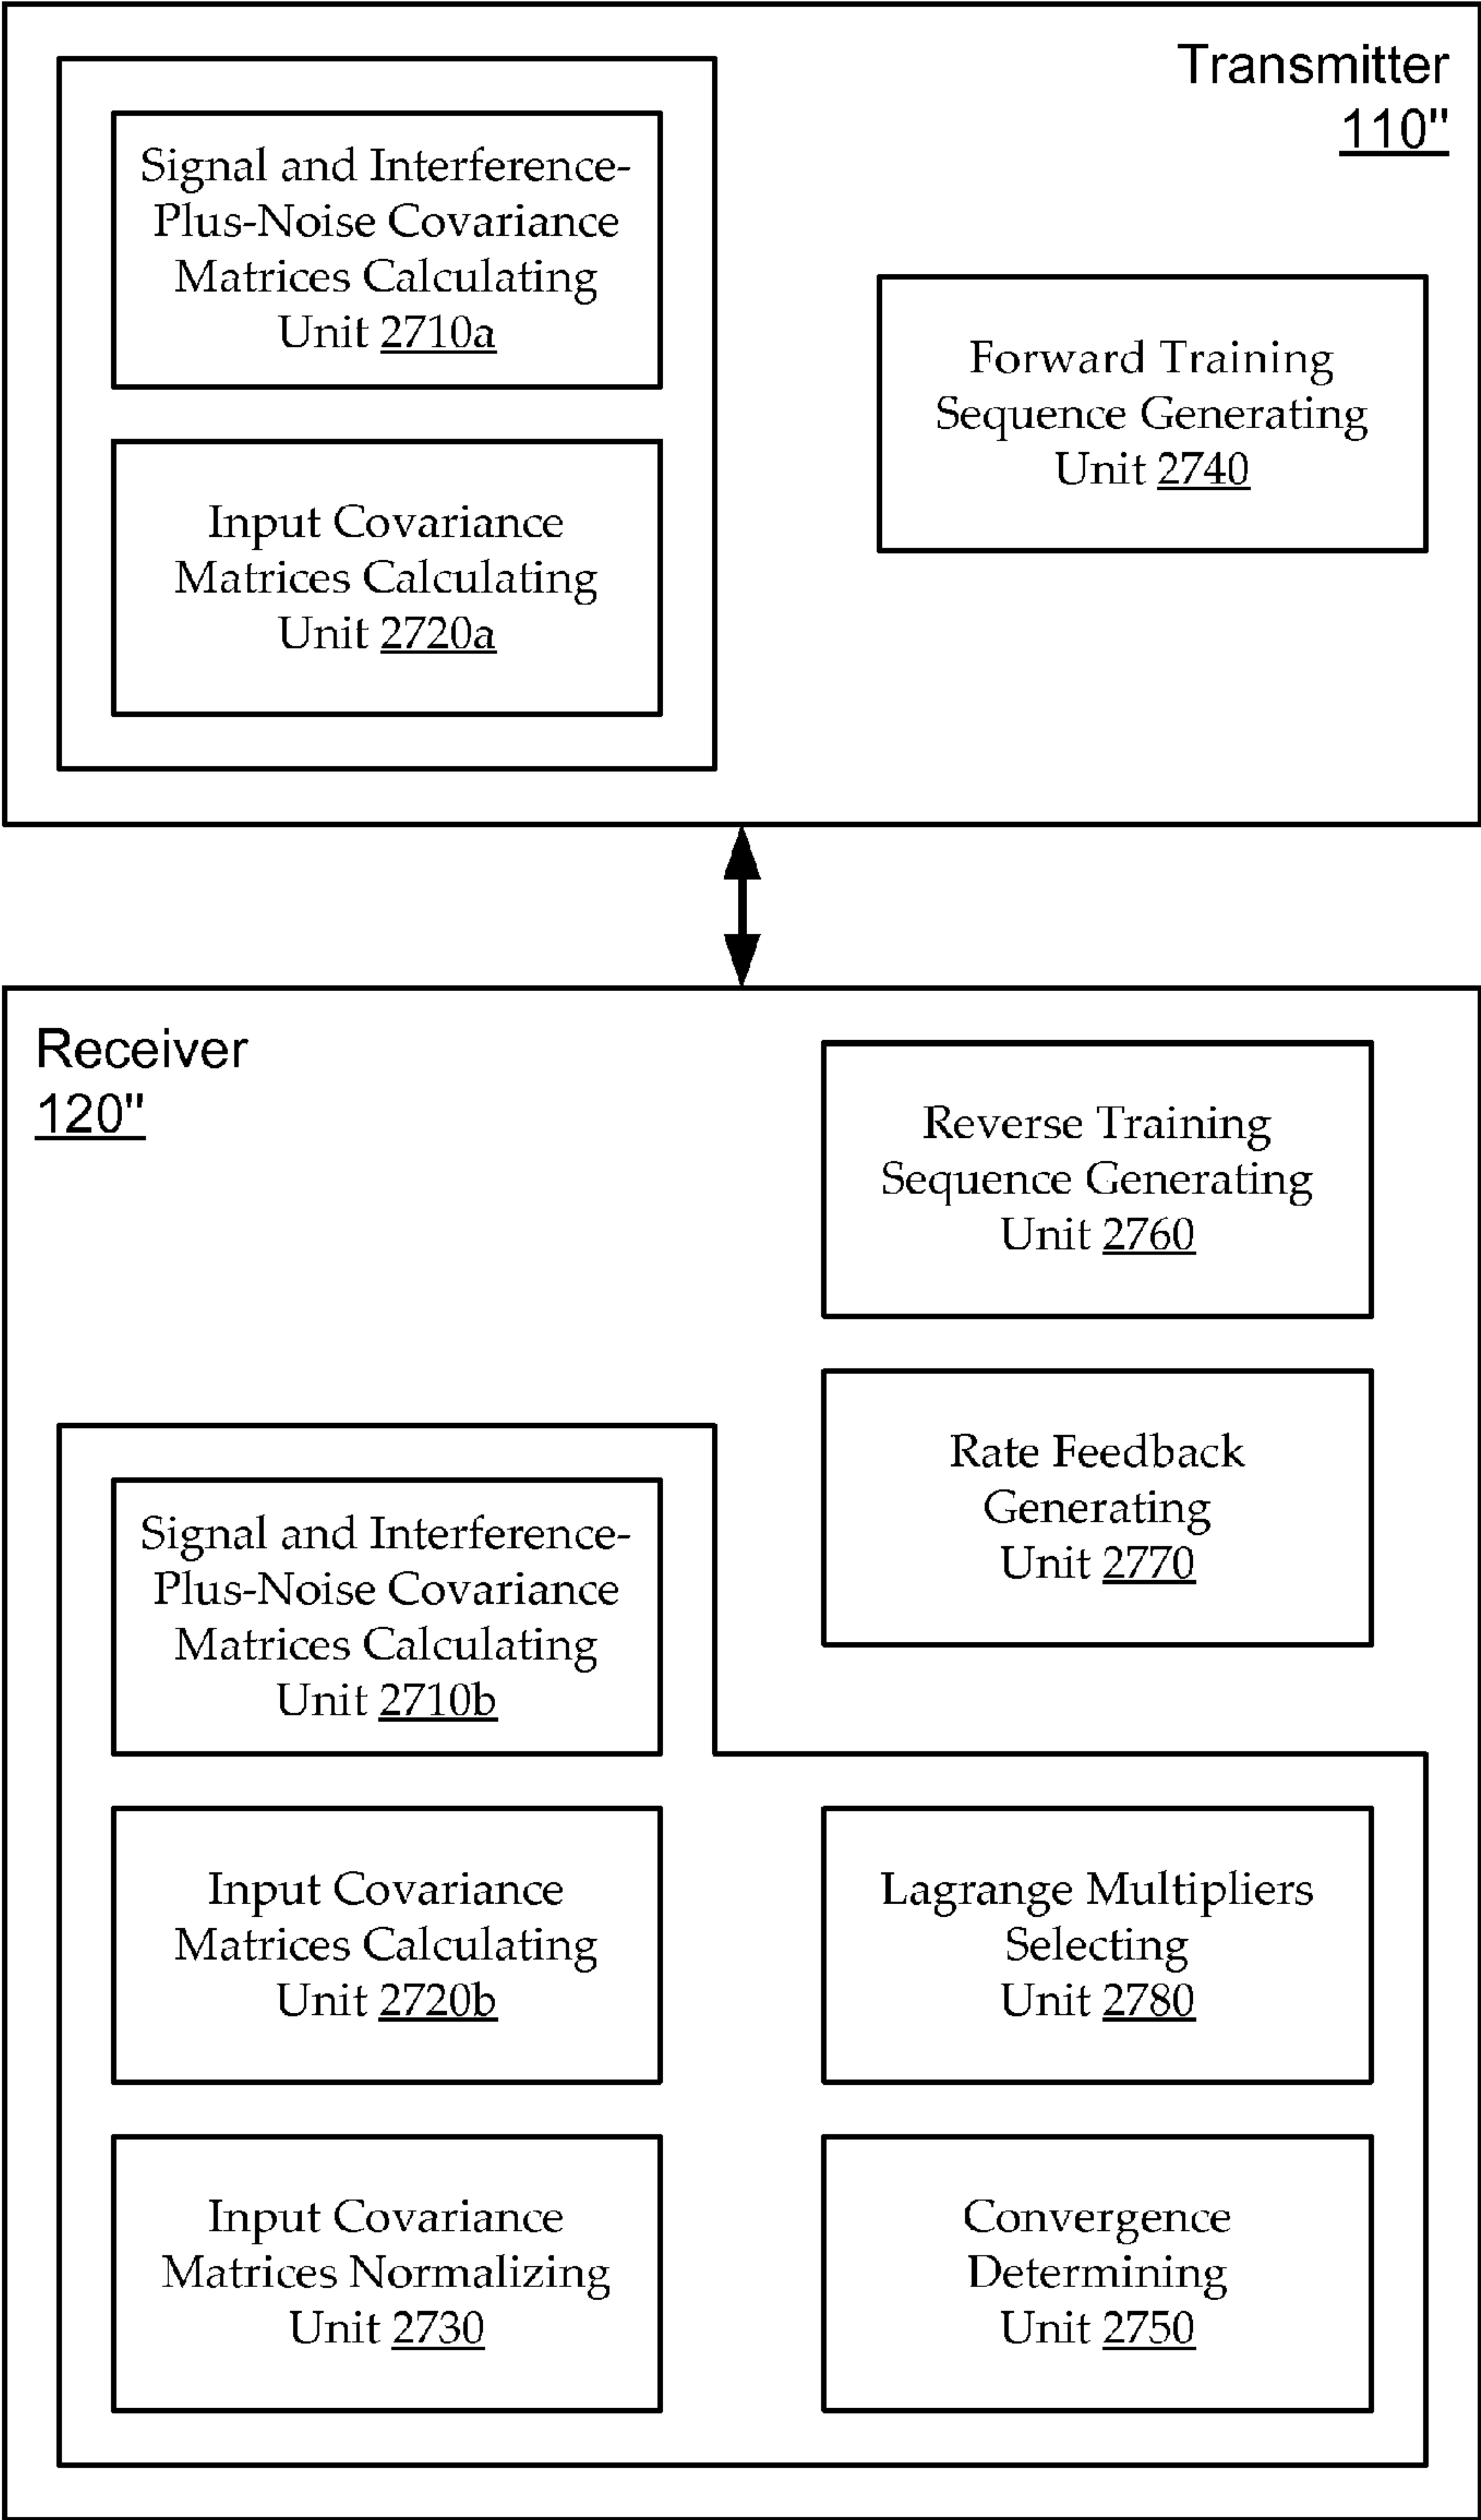 Transmitter
110"
Signal and Interference-
Plus-Noise Covariance
Matrices Calculating
Unit 2710a
Forward Training
Sequence Generating
Unit 2740
Input Covariance
Matrices Calculating
Unit 2720a
Receiver
120"
Reverse Training
Sequence Generating
Unit 2760
Rate Feedback
Generating
Unit 2770
Signal and Interference-
Plus-Noise Covariance
Matrices Calculating
Unit 2710b
Input Covariance
Matrices Calculating
Unit 2720b
Lagrange Multipliers
Selecting
Unit 2780
Input Covariance
Matrices Normalizing
Unit 2730
Convergence
Determining
Unit 2750